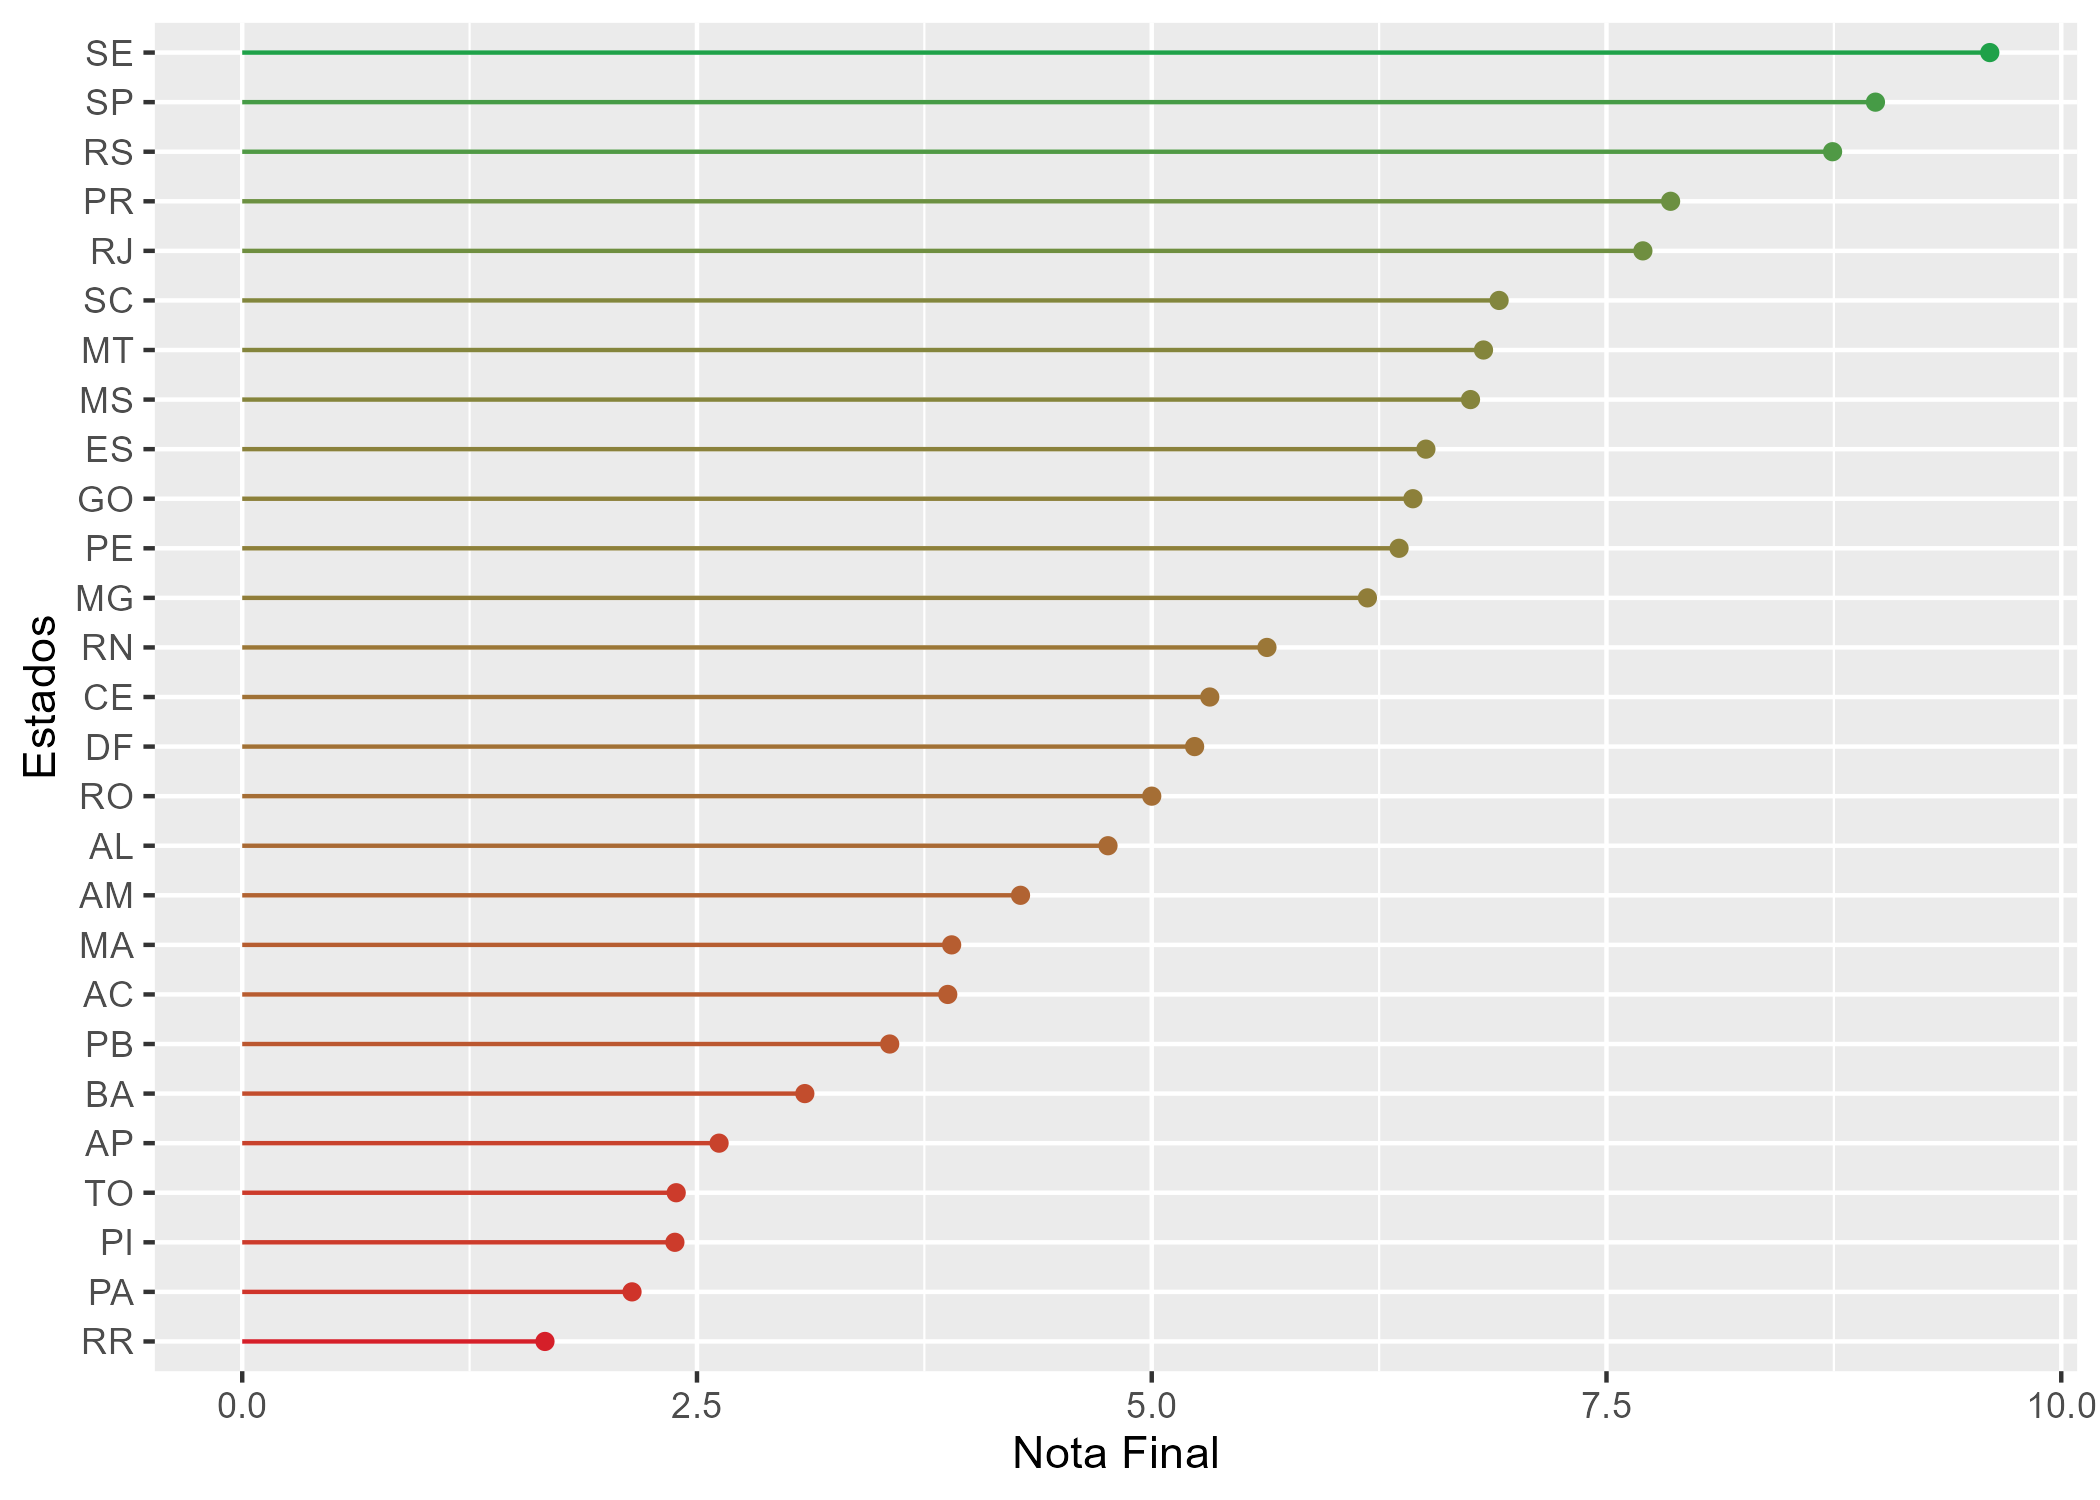 SE
SP
RS
PR
RJ
SC
MT
MS
ES
GO
PE
MG
RN
CE
DF
RO
AL
AM
MA
AC
PB
BA
AP
TO
PI
PA
RR
Estados
0.0 2.5 5.0 7.5 10.0
Nota Final